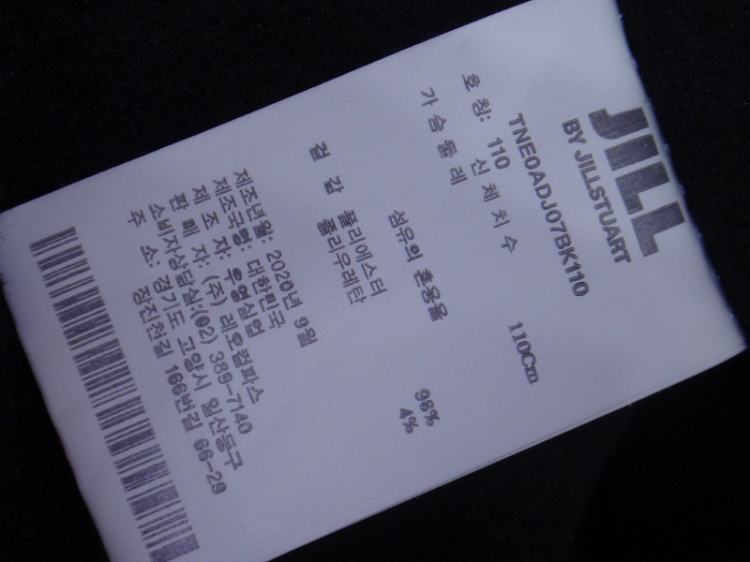 JILL
BY JILLSTUART
TNE0ADJ07BK110
호 칭: 110 신 체 치 수
가 슴 둘 레 110Cm
섬유의 혼용율
겉 감 폴리에스터 96%
폴리우레탄 4%
제조년월: 2020년 9월
제조국명: 대한민국
제 조 자: 우영실업
판 매 자: (주) 레오컴퍼스
소비자상담실:(02) 389-7140
주 소: 경기도 고양시 일산동구
장진천길 166번길 66-29